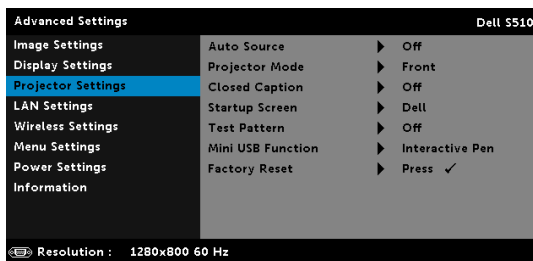 Advanced Settings Dell S510
Image Settings Auto Source Off
Display Settings Projector Mode Front
Projector Settings Closed Caption Off
LAN Settings Startup Screen Dell
Wireless Settings Test Pattern Off
Menu Settings Mini USB Function Interactive Pen
Power Settings Factory Reset Press ✓
Information
Resolution : 1280x800 60 Hz